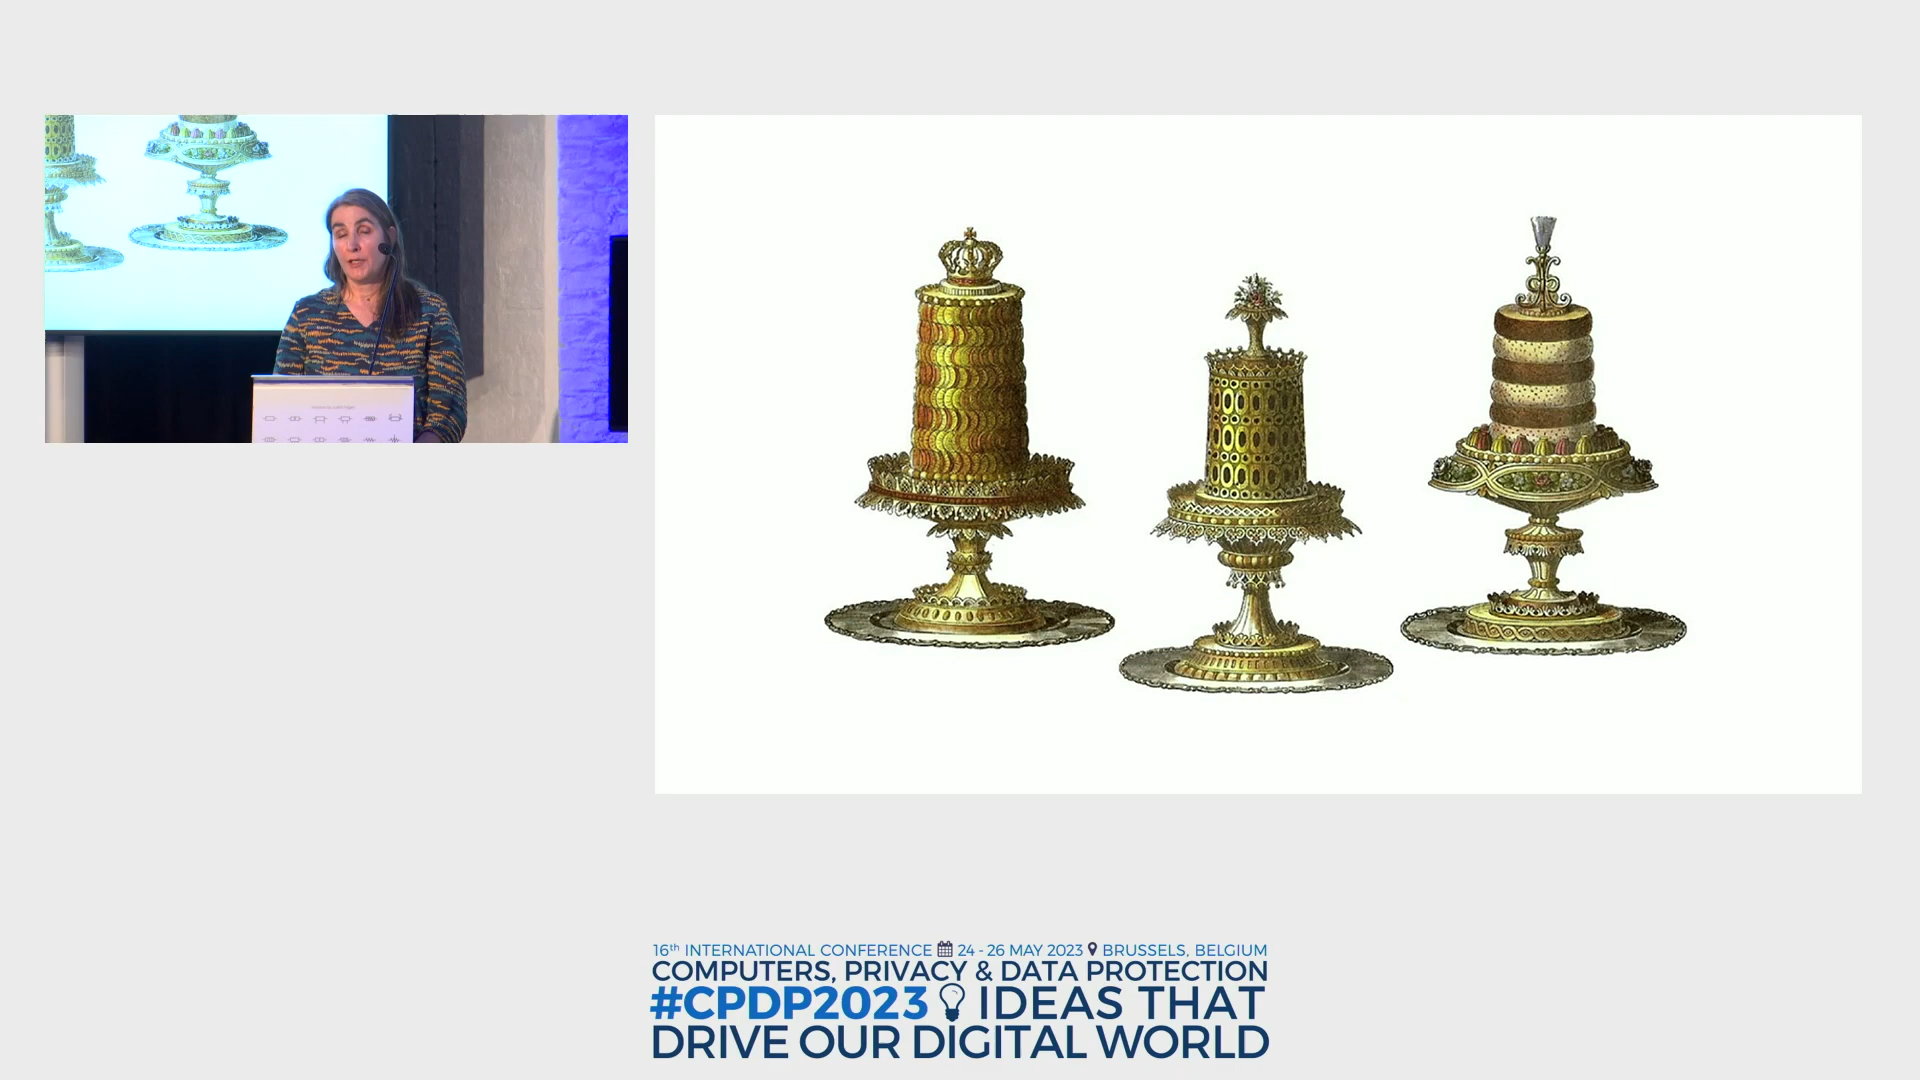 16th INTERNATIONAL CONFERENCE 24 - 26 MAY 2023 BRUSSELS, BELGIUM
COMPUTERS, PRIVACY & DATA PROTECTION
#CPDP2023 IDEAS THAT
DRIVE OUR DIGITAL WORLD